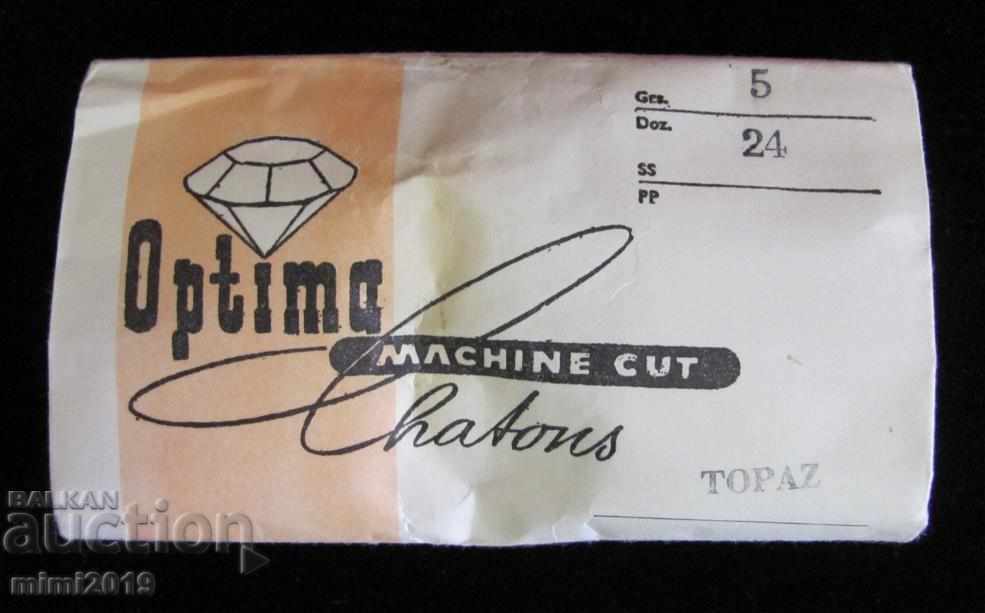 Ges. 5
Doz.
SS 24
PP
Optima
MACHINE CUT
Chatons
TOPAZ
BALKAN
auction
mimi2019